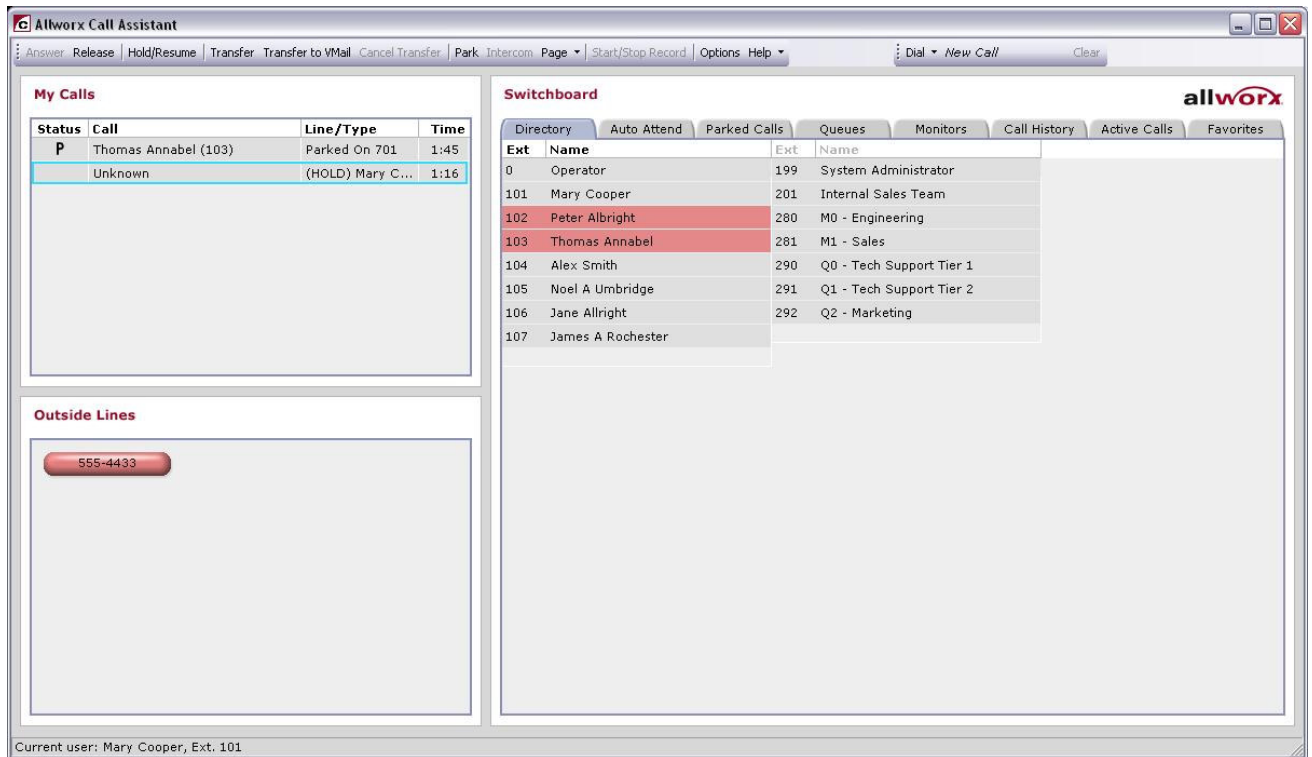 Allworx Call Assistant
Answer Release Hold/Resume Transfer Transfer to VMail Cancel Transfer Park Intercom Page Start/Stop Record Options Help Dial New Call Clear
My Calls
Status Call Line/Type Time
P Thomas Annabel (103) Parked On 701 1:45
Unknown (HOLD) Mary C... 1:16
Outside Lines
555-4433
Switchboard
allworx
Directory Auto Attend Parked Calls Queues Monitors Call History Active Calls Favorites
Ext Name Ext Name
0 Operator 199 System Administrator
101 Mary Cooper 201 Internal Sales Team
102 Peter Albright 280 M0 - Engineering
103 Thomas Annabel 281 M1 - Sales
104 Alex Smith 290 Q0 - Tech Support Tier 1
105 Noel A Umbridge 291 Q1 - Tech Support Tier 2
106 Jane Allright 292 Q2 - Marketing
107 James A Rochester
Current user: Mary Cooper, Ext. 101